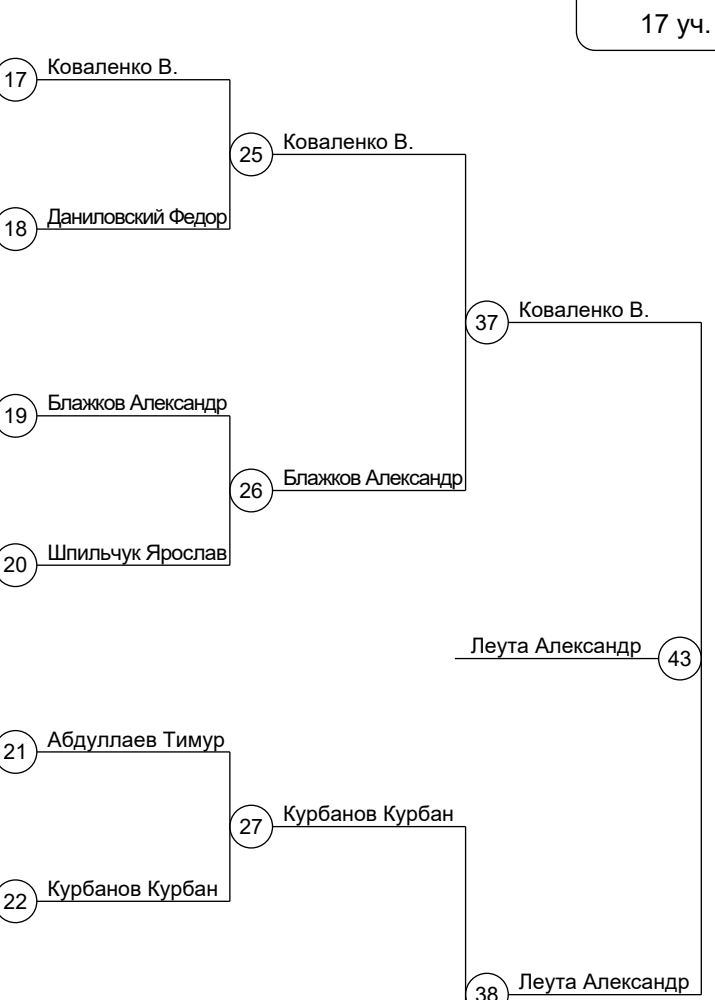 17 уч.
17 Коваленко В.
25 Коваленко В.
18 Даниловский Федор
37 Коваленко В.
19 Блажков Александр
26 Блажков Александр
20 Шпильчук Ярослав
Леута Александр 43
21 Абдуллаев Тимур
27 Курбанов Курбан
22 Курбанов Курбан
38 Леута Александр